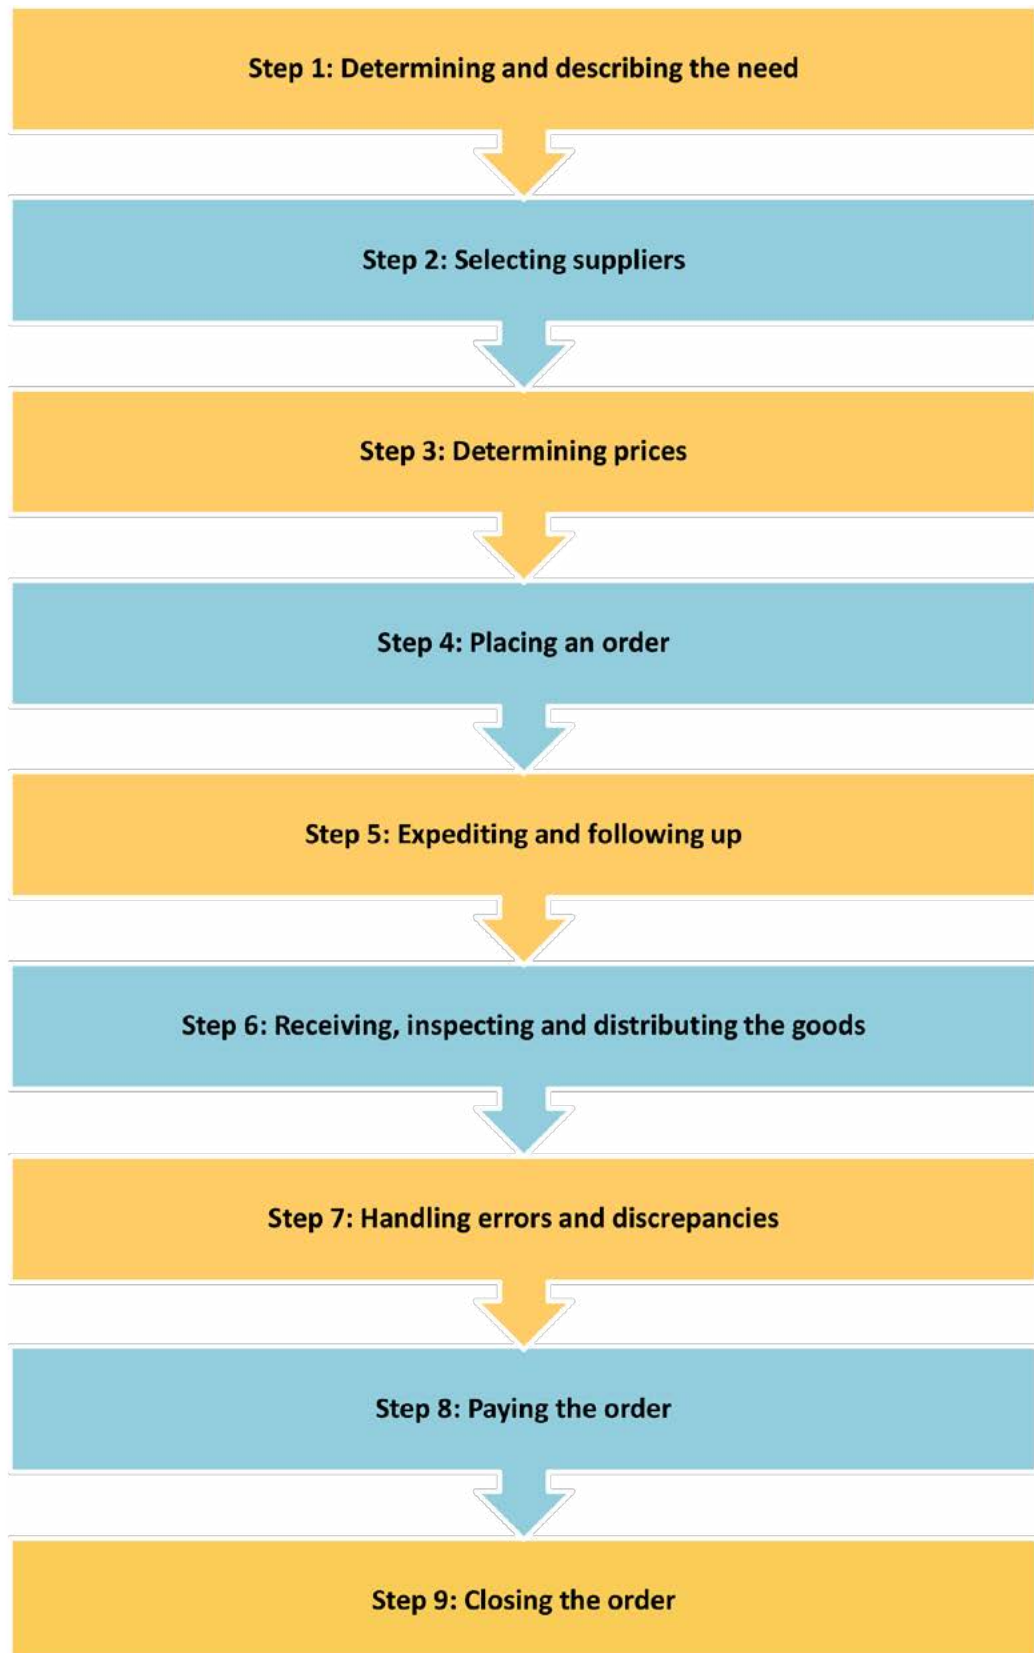 Step 1: Determining and describing the need
Step 2: Selecting suppliers
Step 3: Determining prices
Step 4: Placing an order
Step 5: Expediting and following up
Step 6: Receiving, inspecting and distributing the goods
Step 7: Handling errors and discrepancies
Step 8: Paying the order
Step 9: Closing the order